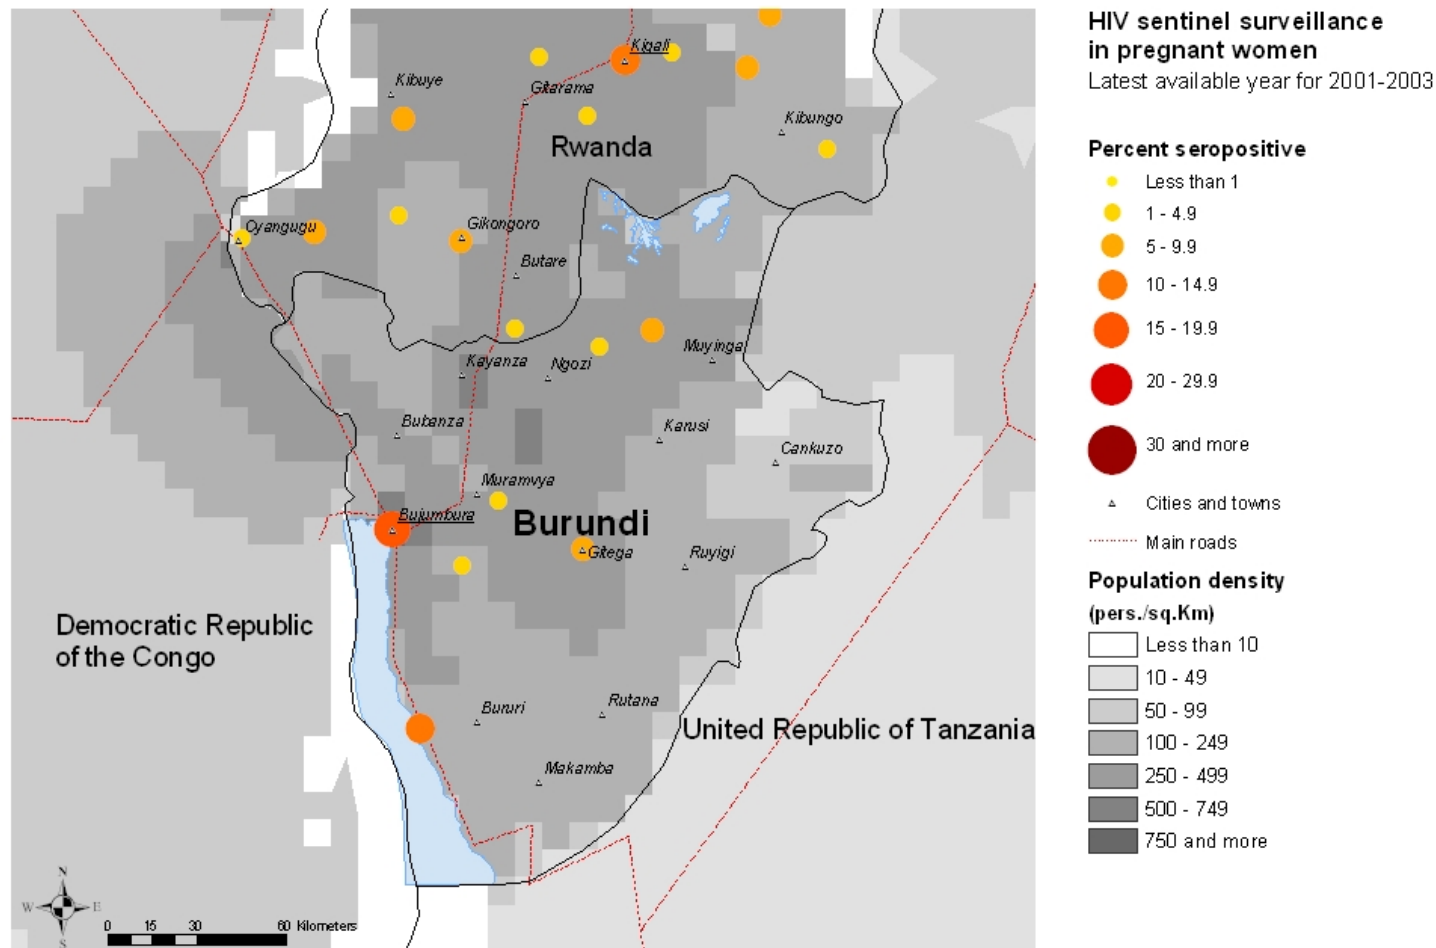 HIV sentinel surveillance
in pregnant women
Latest available year for 2001-2003
Percent seropositive
Less than 1
1 - 4.9
5 - 9.9
10 - 14.9
15 - 19.9
20 - 29.9
30 and more
Cities and towns
Main roads
Population density
(pers./sq.Km)
Less than 10
10 - 49
50 - 99
100 - 249
250 - 499
500 - 749
750 and more
Kigali
Kibuye
Gitarama
Kibungo
Rwanda
Cyangugu
Gikongoro
Butare
Kayanza
Ngozi
Muyinga
Bubanza
Karusi
Cankuzo
Muramvya
Bujumbura
Burundi
Gitega
Ruyigi
Democratic Republic
of the Congo
Bururi
Rutana
United Republic of Tanzania
Makamba
N
W E
S
0 15 30 60 Kilometers